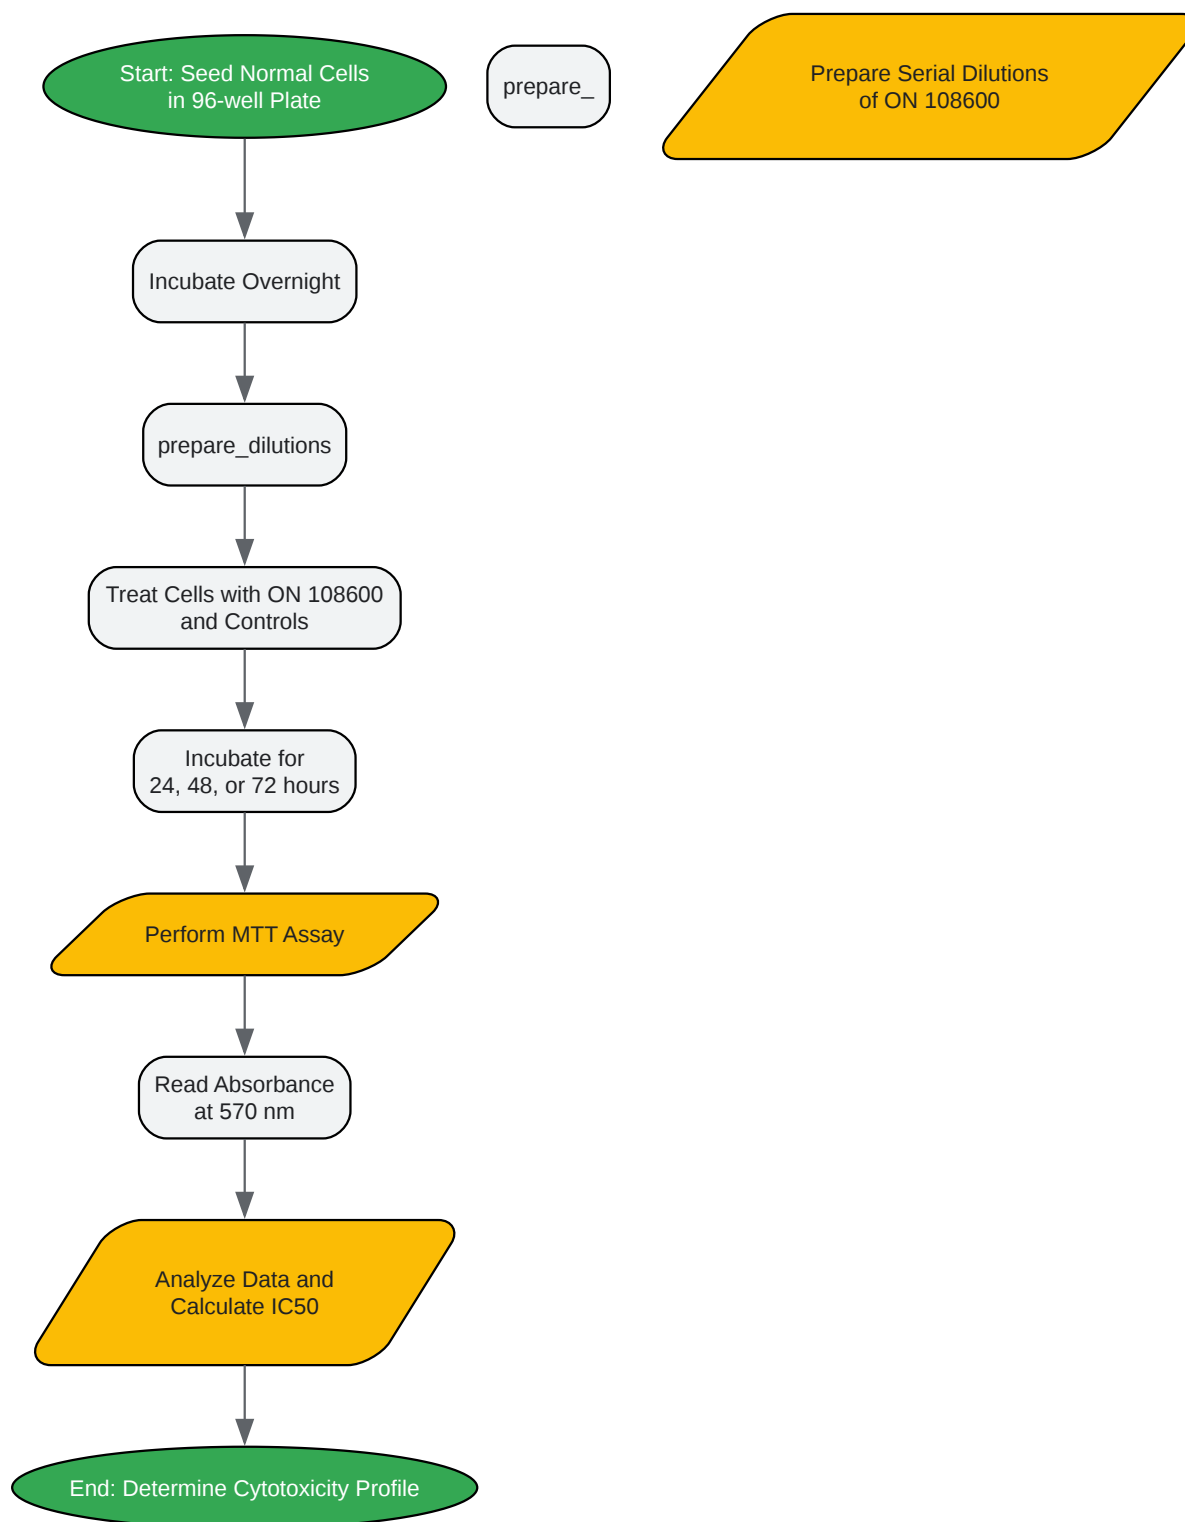 Start: Seed Normal Cells
in 96-well Plate
prepare_
Prepare Serial Dilutions
of ON 108600
Incubate Overnight
prepare_dilutions
Treat Cells with ON 108600
and Controls
Incubate for
24, 48, or 72 hours
Perform MTT Assay
Read Absorbance
at 570 nm
Analyze Data and
Calculate IC50
End: Determine Cytotoxicity Profile